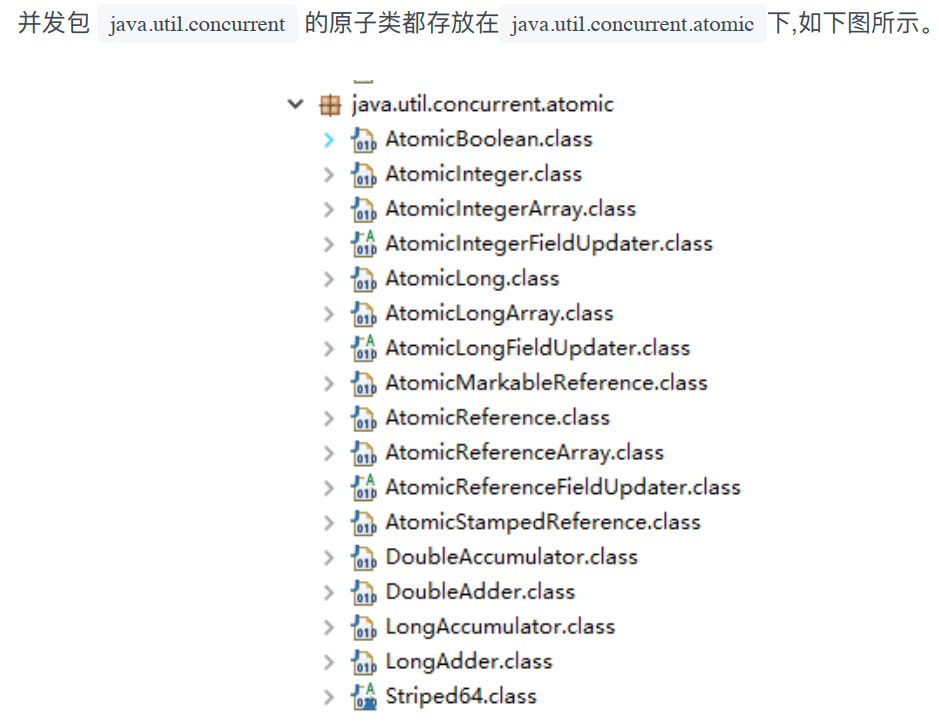 并发包 java.util.concurrent 的原子类都存放在 java.util.concurrent.atomic 下,如下图所示。
java.util.concurrent.atomic
AtomicBoolean.class
AtomicInteger.class
AtomicIntegerArray.class
AtomicIntegerFieldUpdater.class
AtomicLong.class
AtomicLongArray.class
AtomicLongFieldUpdater.class
AtomicMarkableReference.class
AtomicReference.class
AtomicReferenceArray.class
AtomicReferenceFieldUpdater.class
AtomicStampedReference.class
DoubleAccumulator.class
DoubleAdder.class
LongAccumulator.class
LongAdder.class
Striped64.class